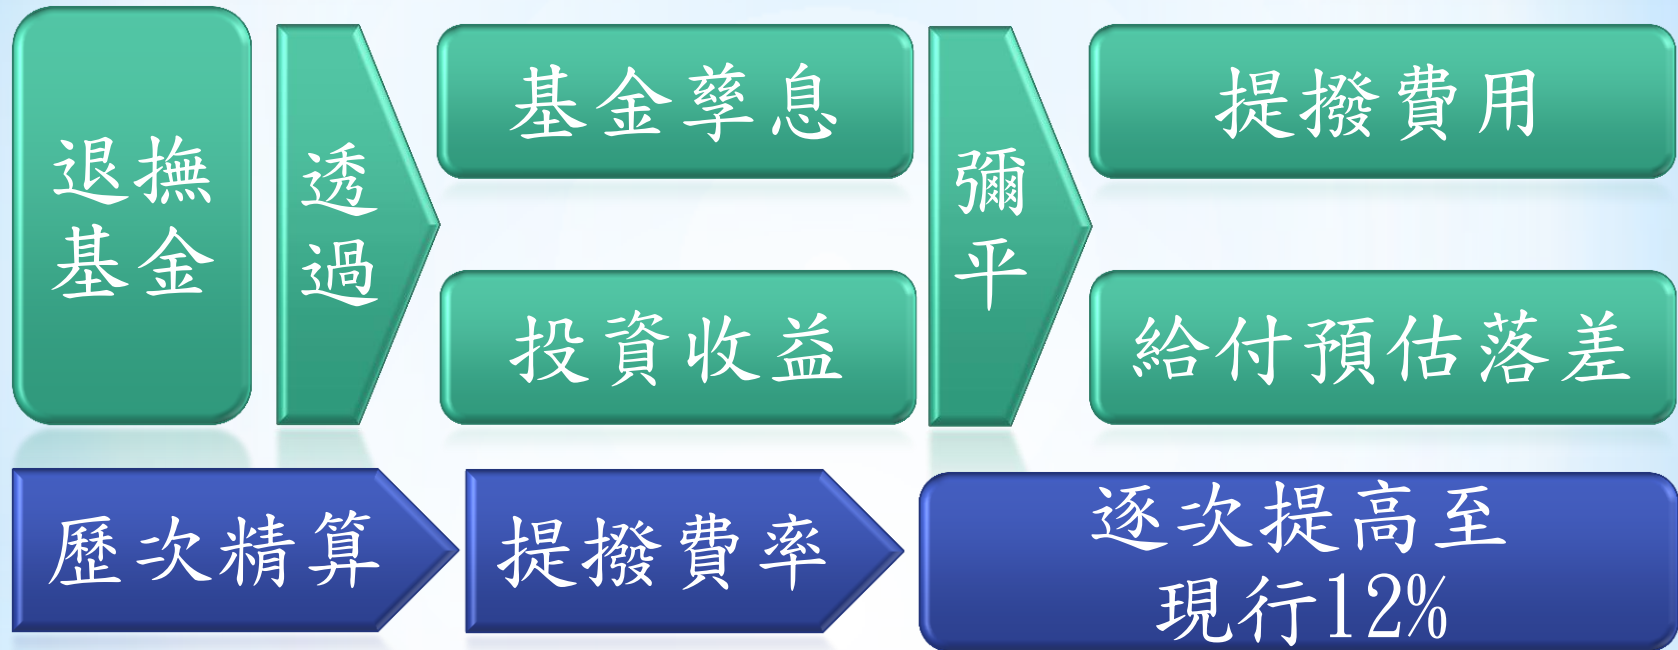 退撫
基金
透
過
基金孳息
投資收益
彌
平
提撥費用
給付預估落差
歷次精算
提撥費率
逐次提高至
現行12%